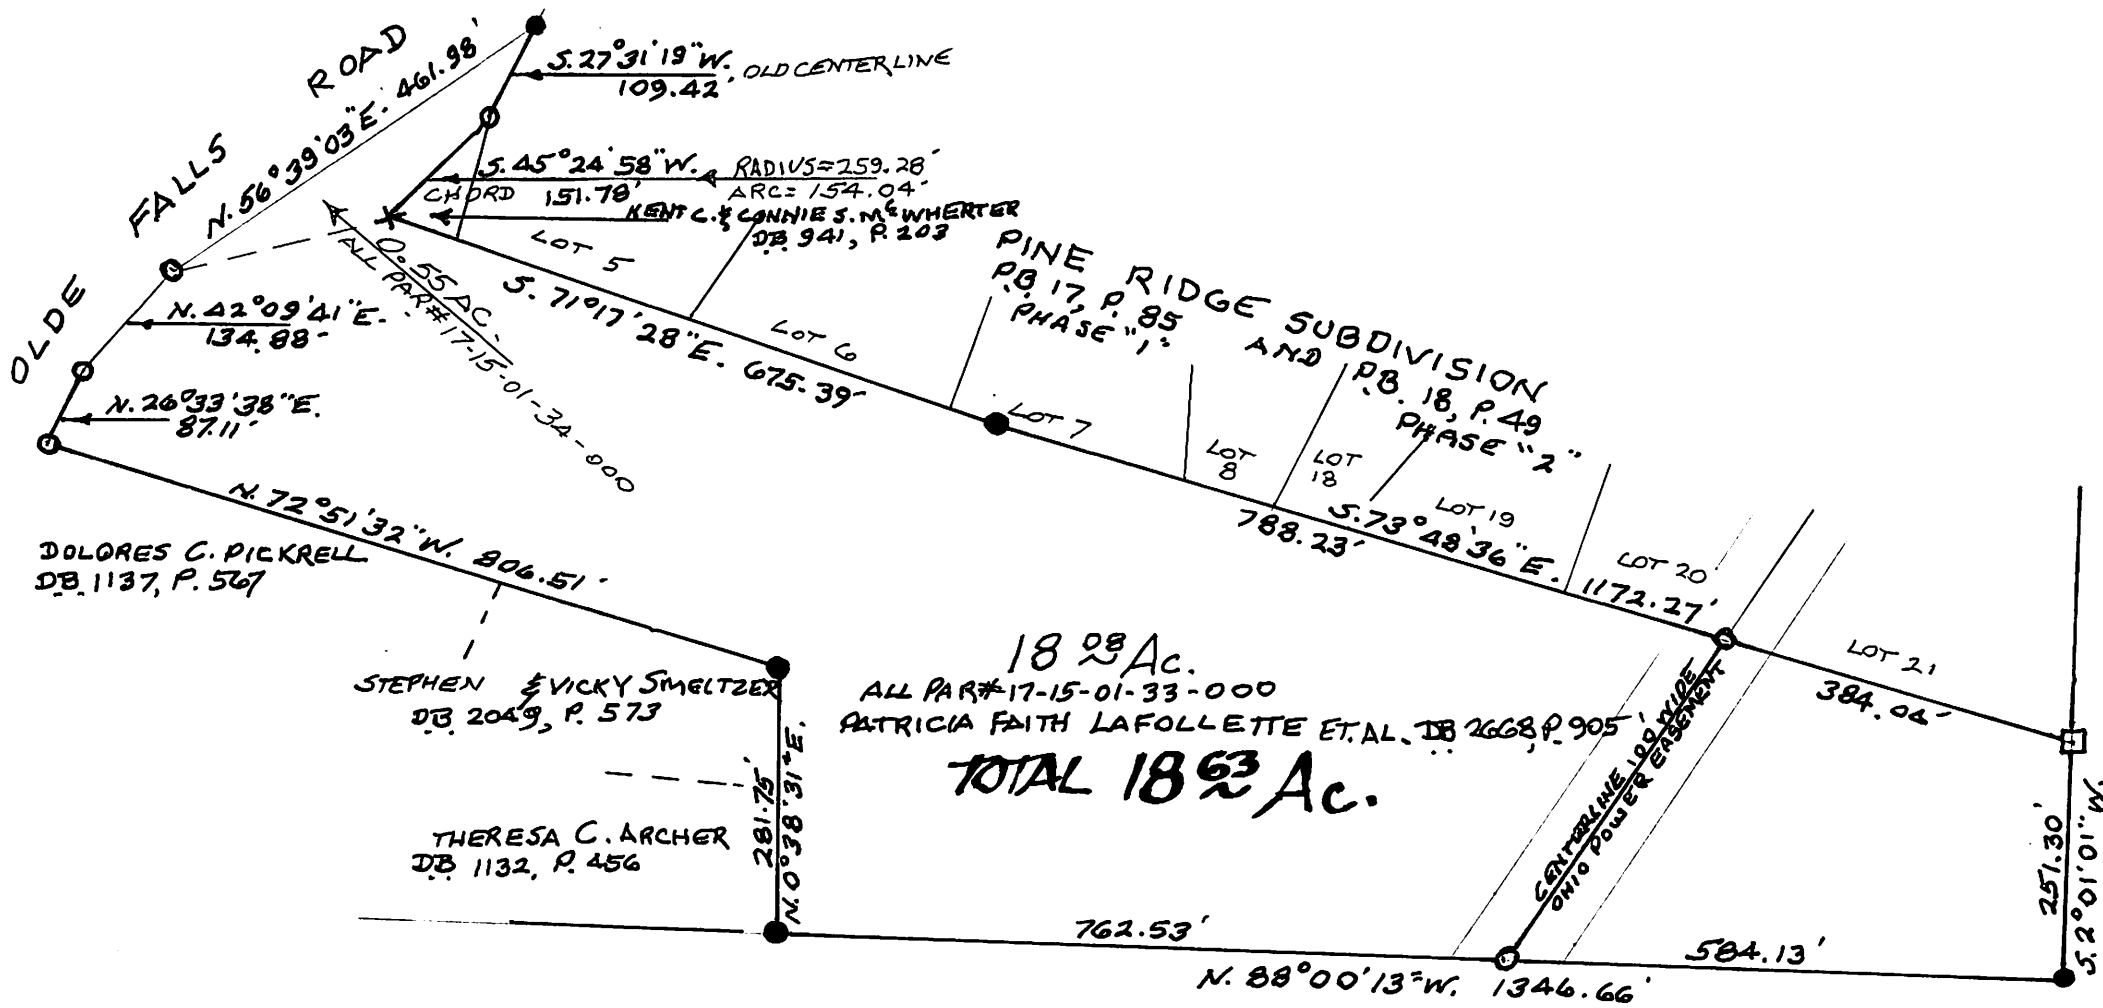 OLDE FALLS ROAD
N. 56°39'03"E. 461.98'
S. 27°31'19"W.
109.42'
OLD CENTERLINE
S. 45°24'58"W.
CHORD 151.78'
RADIUS=259.28'
ARC= 154.04'
KENT C. & CONNIE S. McWHERTER
DB 941, P. 203
0.55 AC.
ALL PAR# 17-15-01-34-000
N. 42°09'41"E.
134.88'
N. 26°33'38"E.
87.11'
LOT 5
S. 71°17'28"E. 675.39'
LOT 6
LOT 7
PINE RIDGE SUBDIVISION
P.B. 17, P. 85
PHASE "1"
AND
P.B. 18, P. 49
PHASE "2"
LOT
8
LOT
18
LOT 19
788.23'
S. 73°48'36"E. 1172.27'
LOT 20
LOT 21
384.04'
N. 72°51'32"W. 806.51'
DOLORES C. PICKRELL
DB 1137, P. 567
STEPHEN & VICKY SMELTZER
DB 2049, P. 573
THERESA C. ARCHER
DB 1132, P. 456
281.75'
N. 0°38'31"E.
18 08 Ac.
ALL PAR# 17-15-01-33-000
PATRICIA FAITH LAFOLLETTE ET. AL. DB 2668, P. 905
TOTAL 18 63 Ac.
CENTERLINE 100' WIDE
OHIO POWER EASEMENT
251.30'
S. 2°01'01"W.
762.53'
584.13'
N. 88°00'13"W. 1346.66'